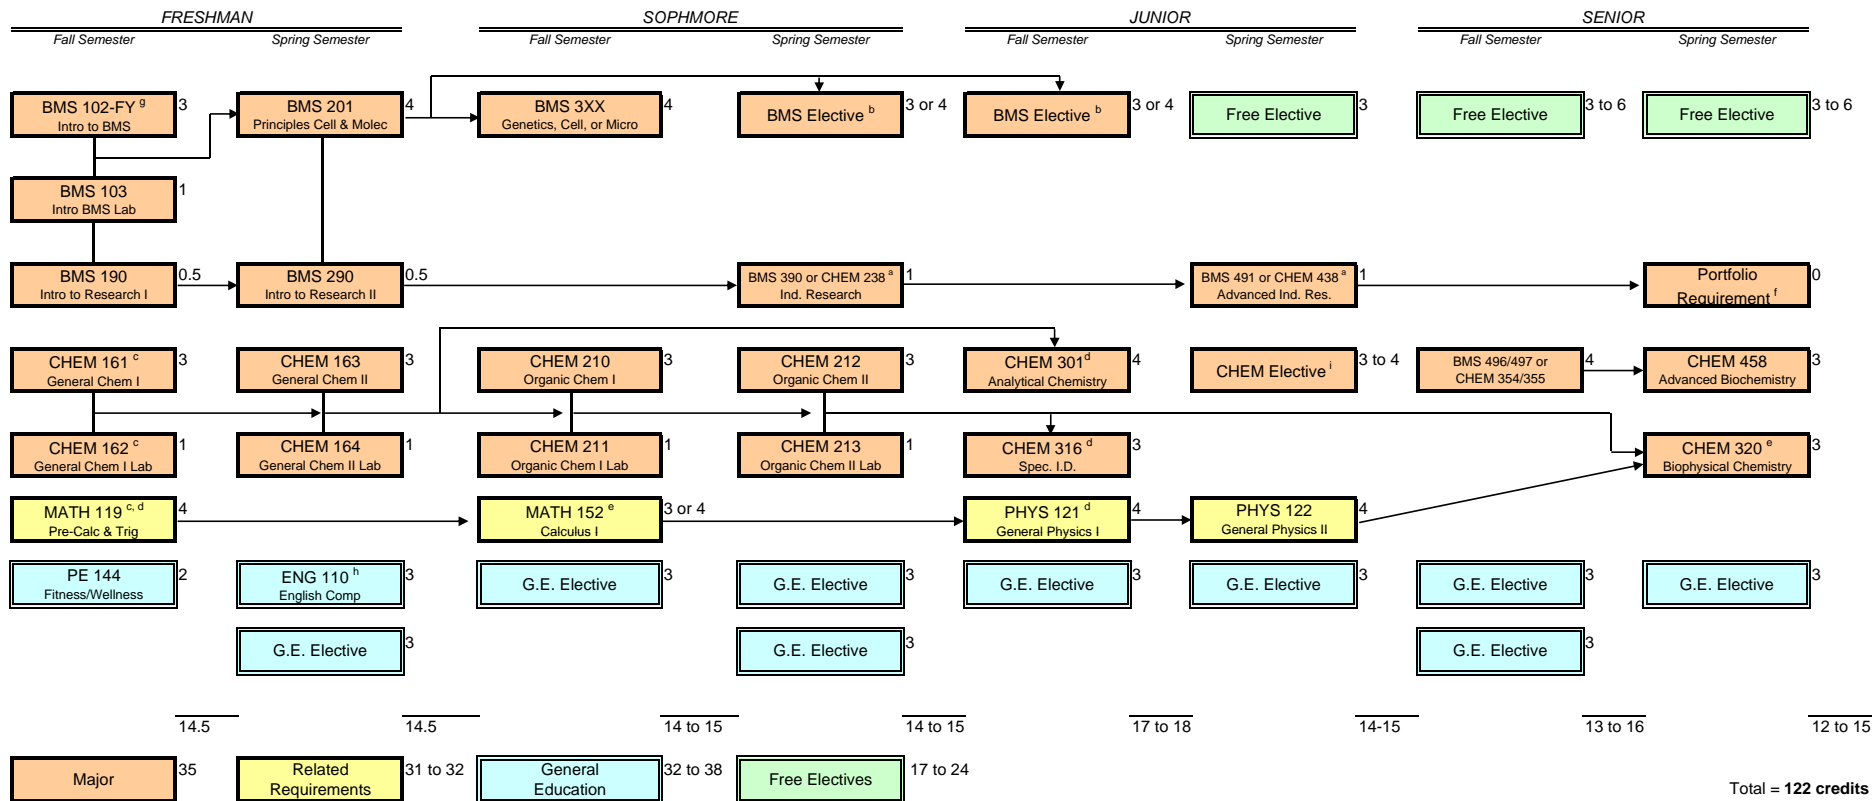 FRESHMAN SOPHMORE JUNIOR SENIOR
Fall Semester Spring Semester Fall Semester Spring Semester Fall Semester Spring Semester Fall Semester Spring Semester
BMS 102-FY g 3
Intro to BMS
BMS 201 4
Principles Cell & Molec
BMS 3XX 4
Genetics, Cell, or Micro
BMS Elective b 3 or 4
BMS Elective b 3 or 4
Free Elective 3
Free Elective 3 to 6
Free Elective 3 to 6
BMS 103 1
Intro BMS Lab
BMS 190 0.5
Intro to Research I
BMS 290 0.5
Intro to Research II
BMS 390 or CHEM 238 a 1
Ind. Research
BMS 491 or CHEM 438 a 1
Advanced Ind. Res.
Portfolio 0
Requirement f
CHEM 161 c 3
General Chem I
CHEM 163 3
General Chem II
CHEM 210 3
Organic Chem I
CHEM 212 3
Organic Chem II
CHEM 301 d 4
Analytical Chemistry
CHEM Elective i 3 to 4
BMS 496/497 or 4
CHEM 354/355
CHEM 458 3
Advanced Biochemistry
CHEM 162 c 1
General Chem I Lab
CHEM 164 1
General Chem II Lab
CHEM 211 1
Organic Chem I Lab
CHEM 213 1
Organic Chem II Lab
CHEM 316 d 3
Spec. I.D.
CHEM 320 e 3
Biophysical Chemistry
MATH 119 c, d 4
Pre-Calc & Trig
MATH 152 e 3 or 4
Calculus I
PHYS 121 d 4
General Physics I
PHYS 122 4
General Physics II
PE 144 2
Fitness/Wellness
ENG 110 h 3
English Comp
G.E. Elective 3
G.E. Elective 3
G.E. Elective 3
G.E. Elective 3
G.E. Elective 3
G.E. Elective 3
G.E. Elective 3
G.E. Elective 3
G.E. Elective 3
14.5 14.5 14 to 15 14 to 15 17 to 18 14-15 13 to 16 12 to 15
Major 35
Related 31 to 32
Requirements
General 32 to 38
Education
Free Electives 17 to 24
Total = 122 credits